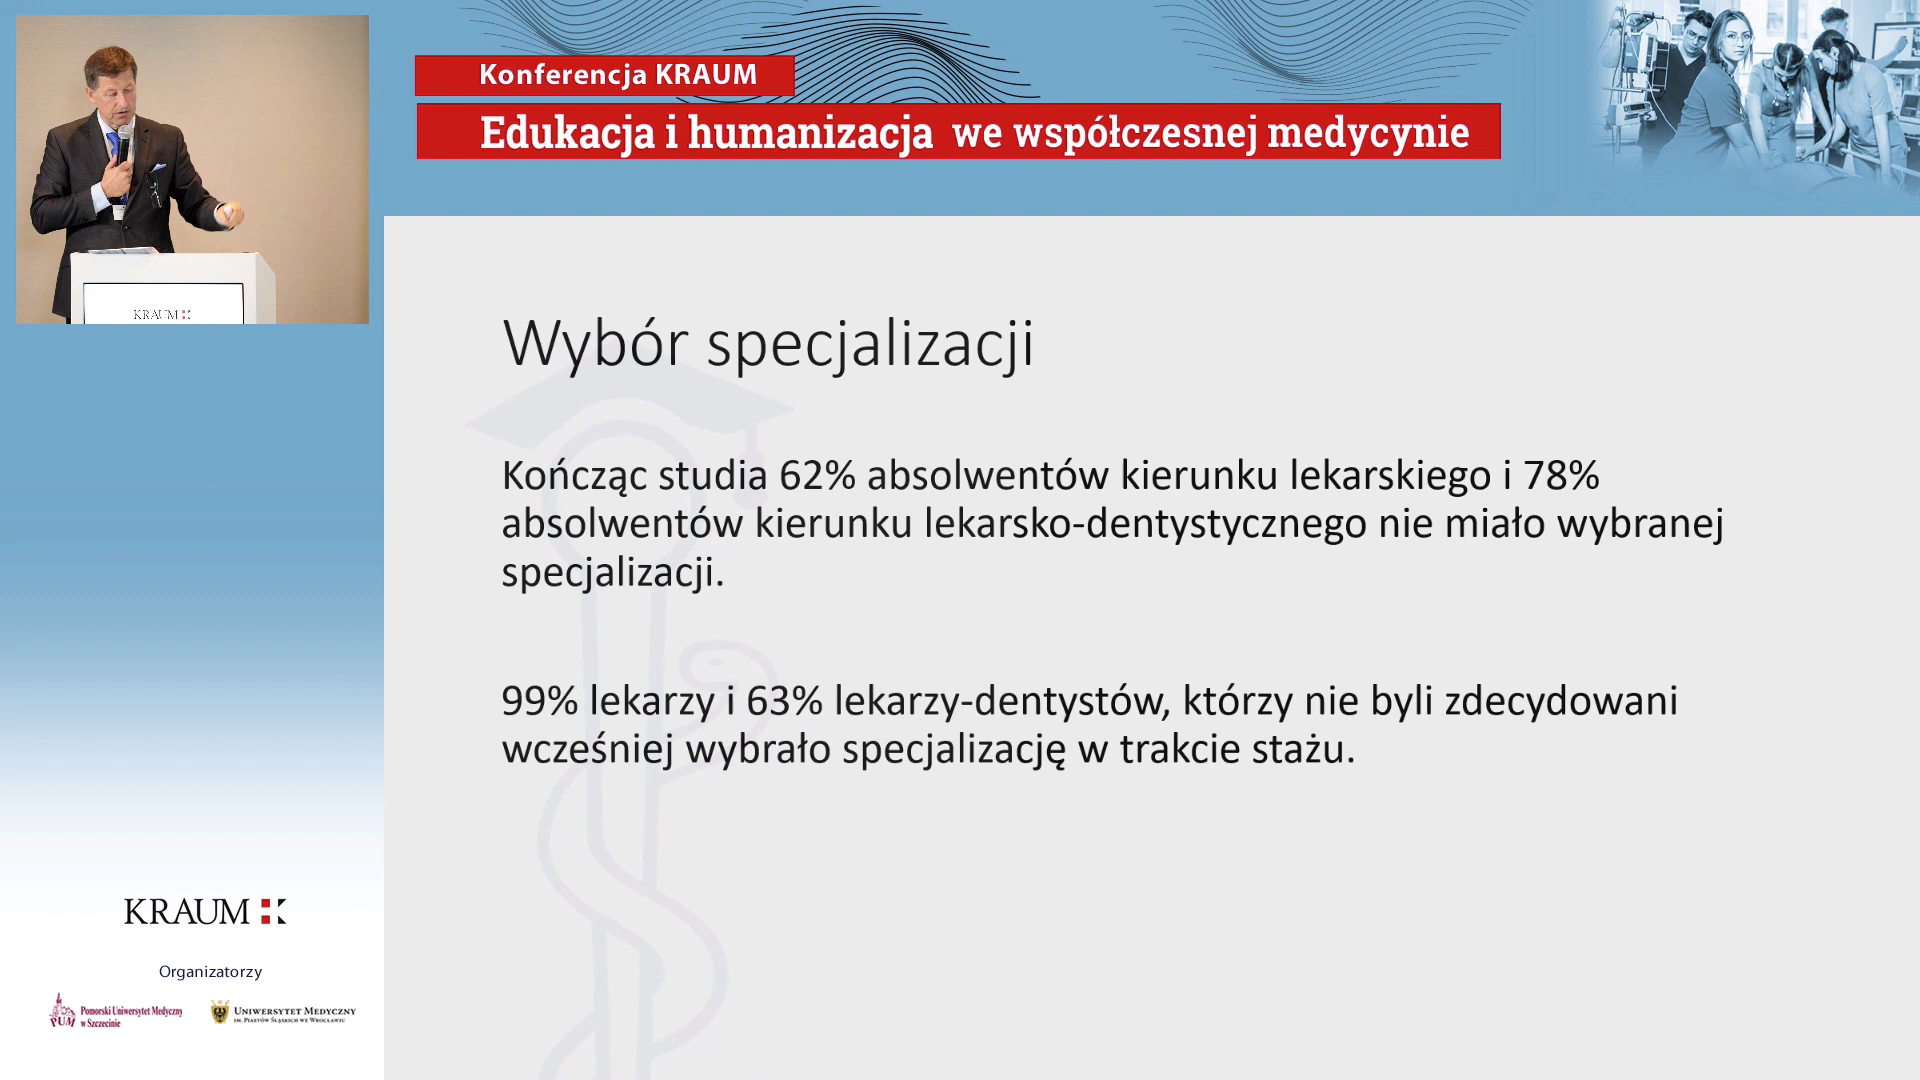 Konferencja KRAUM
Edukacja i humanizacja we współczesnej medycynie
KRAUM
Wybór specjalizacji
Kończąc studia 62% absolwentów kierunku lekarskiego i 78%
absolwentów kierunku lekarsko-dentystycznego nie miało wybranej
specjalizacji.
99% lekarzy i 63% lekarzy-dentystów, którzy nie byli zdecydowani
wcześniej wybrało specjalizację w trakcie stażu.
KRAUM
Organizatorzy
PUM
Pomorski Uniwersytet Medyczny
w Szczecinie
UNIWERSYTET MEDYCZNY
IM. PIASTÓW ŚLĄSKICH WE WROCŁAWIU